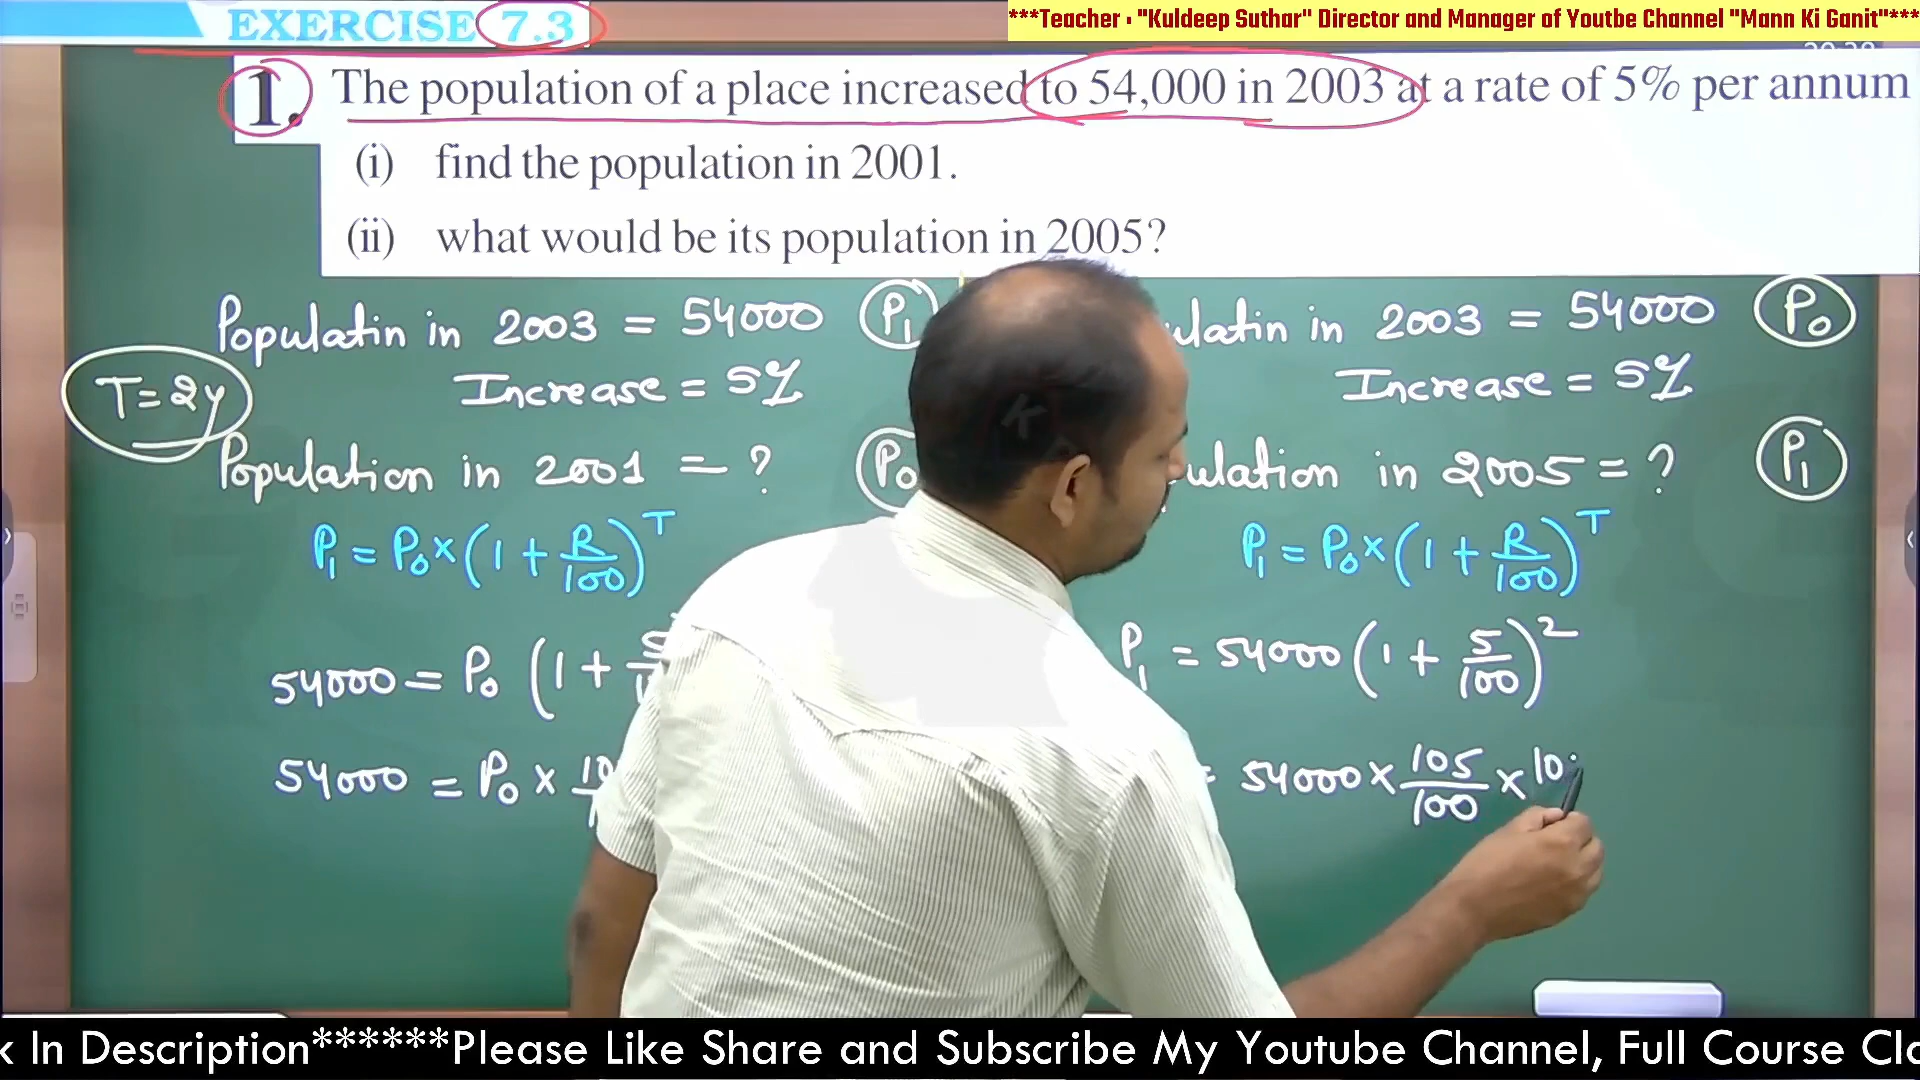 EXERCISE 7.3
***Teacher : "Kuldeep Suthar" Director and Manager of Youtbe Channel "Mann Ki Ganit"***
1. The population of a place increased to 54,000 in 2003 at a rate of 5% per annum
(i) find the population in 2001.
(ii) what would be its population in 2005?
Populatin in 2003 = 54000 P₁
Increase = 5%
T = 2y
Population in 2001 = ? P₀
P₁ = P₀ × (1 + R/100)^T
54000 = P₀ (1 + 5
54000 = P₀ ×
latin in 2003 = 54000 P₀
Increase = 5%
ulation in 2005 = ? P₁
P₁ = P₀ × (1 + R/100)^T
P₁ = 54000 (1 + 5/100)²
= 54000 × 105/100 × 10
k In Description******Please Like Share and Subscribe My Youtube Channel, Full Course Cla